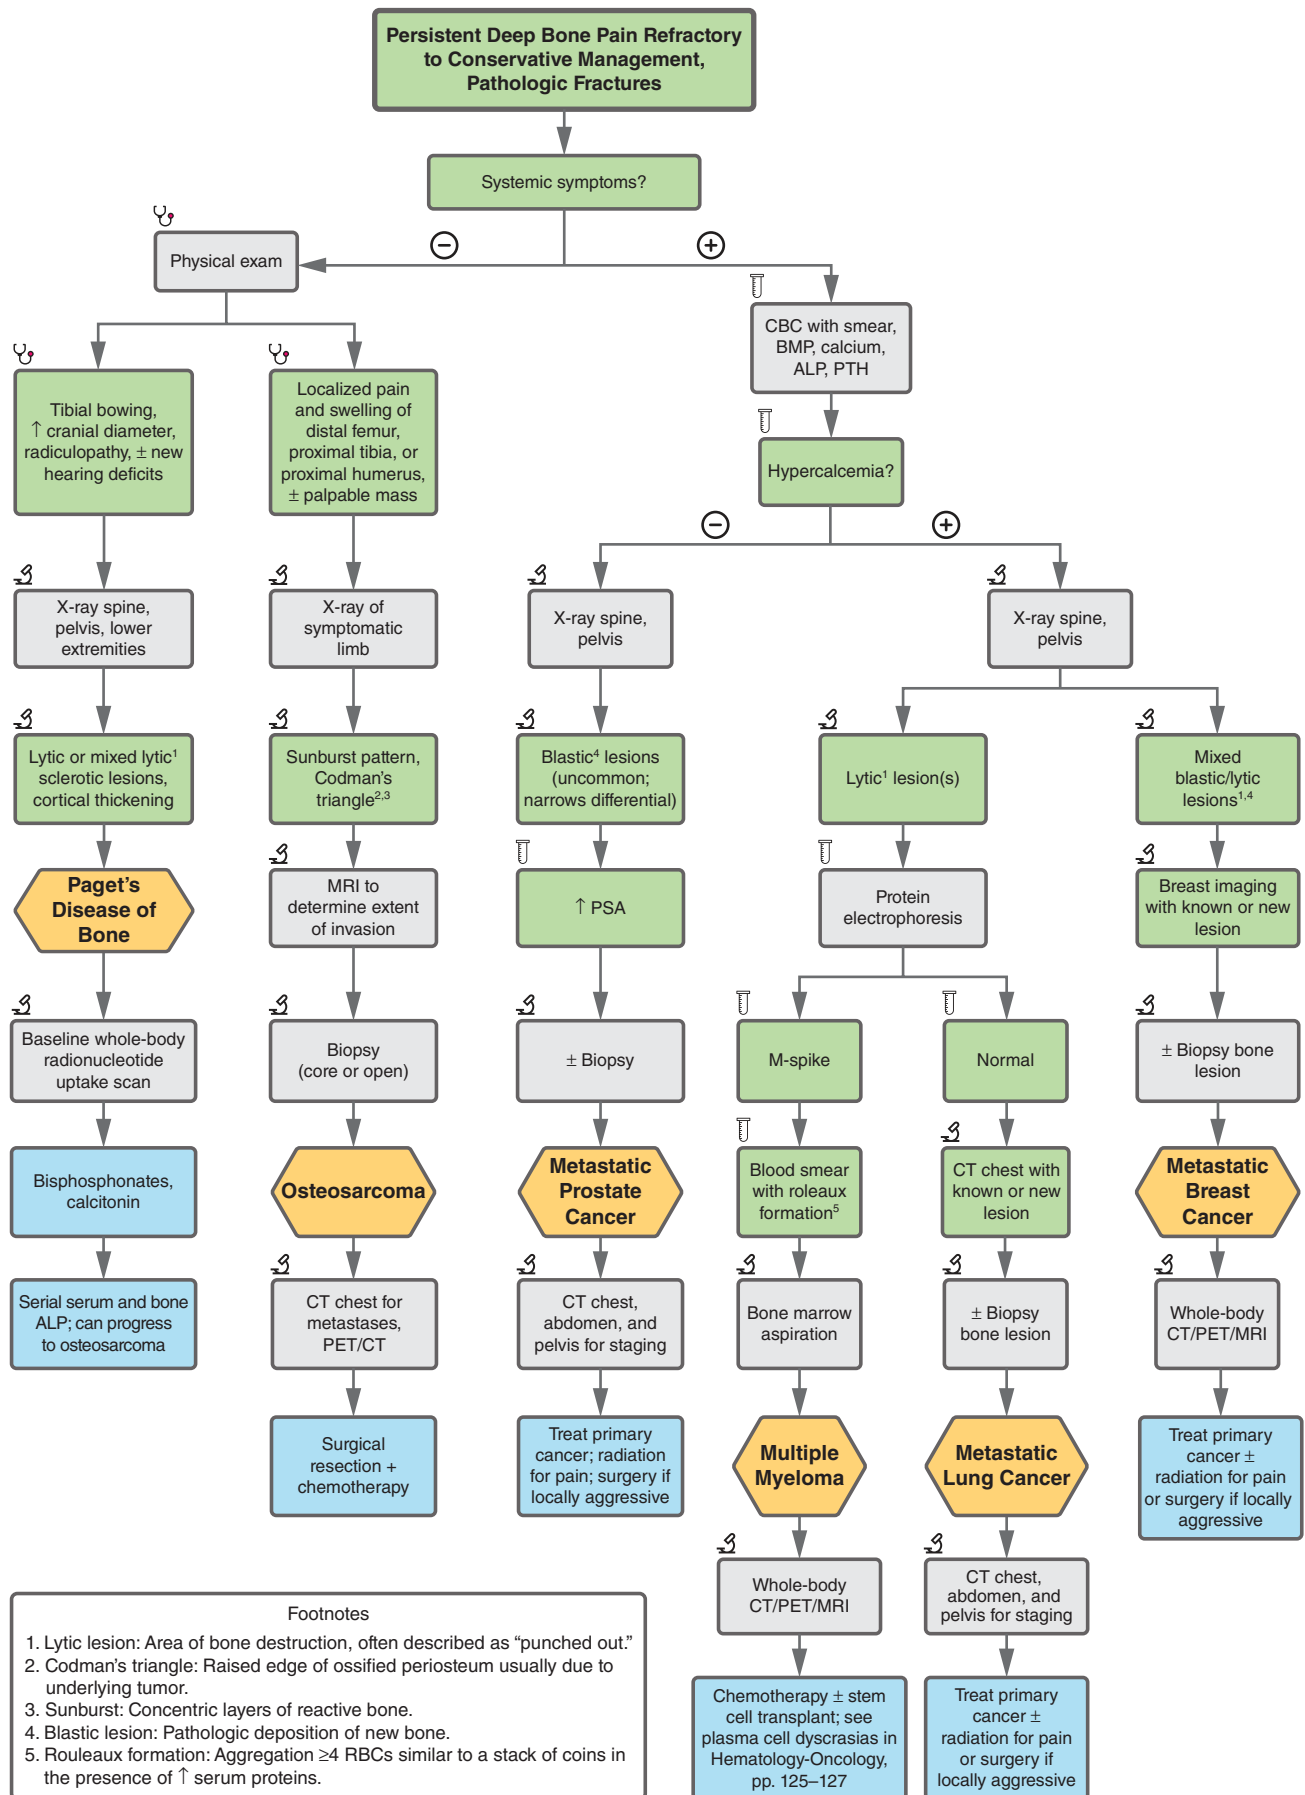 Persistent Deep Bone Pain Refractory
to Conservative Management,
Pathologic Fractures
Systemic symptoms?
−
+
Physical exam
CBC with smear,
BMP, calcium,
ALP, PTH
Tibial bowing,
↑ cranial diameter,
radiculopathy, ± new
hearing deficits
Localized pain
and swelling of
distal femur,
proximal tibia, or
proximal humerus,
± palpable mass
Hypercalcemia?
−
+
X-ray spine,
pelvis, lower
extremities
X-ray of
symptomatic
limb
X-ray spine,
pelvis
X-ray spine,
pelvis
Lytic or mixed lytic¹
sclerotic lesions,
cortical thickening
Sunburst pattern,
Codman’s
triangle²,³
Blastic⁴ lesions
(uncommon;
narrows differential)
Lytic¹ lesion(s)
Mixed
blastic/lytic
lesions¹,⁴
Paget’s
Disease of
Bone
MRI to
determine extent
of invasion
↑ PSA
Protein
electrophoresis
Breast imaging
with known or new
lesion
Baseline whole-body
radionucleotide
uptake scan
Biopsy
(core or open)
± Biopsy
M-spike
Normal
± Biopsy bone
lesion
Bisphosphonates,
calcitonin
Osteosarcoma
Metastatic
Prostate
Cancer
Blood smear
with roleaux
formation⁵
CT chest with
known or new
lesion
Metastatic
Breast
Cancer
Serial serum and bone
ALP; can progress
to osteosarcoma
CT chest for
metastases,
PET/CT
CT chest,
abdomen, and
pelvis for staging
Bone marrow
aspiration
± Biopsy
bone lesion
Whole-body
CT/PET/MRI
Surgical
resection +
chemotherapy
Treat primary
cancer; radiation
for pain; surgery if
locally aggressive
Multiple
Myeloma
Metastatic
Lung Cancer
Treat primary
cancer ±
radiation for pain
or surgery if locally
aggressive
Whole-body
CT/PET/MRI
CT chest,
abdomen, and
pelvis for staging
Chemotherapy ± stem
cell transplant; see
plasma cell dyscrasias in
Hematology-Oncology,
pp. 125–127
Treat primary
cancer ±
radiation for pain
or surgery if
locally aggressive
Footnotes
1. Lytic lesion: Area of bone destruction, often described as “punched out.”
2. Codman’s triangle: Raised edge of ossified periosteum usually due to
underlying tumor.
3. Sunburst: Concentric layers of reactive bone.
4. Blastic lesion: Pathologic deposition of new bone.
5. Rouleaux formation: Aggregation ≥4 RBCs similar to a stack of coins in
the presence of ↑ serum proteins.